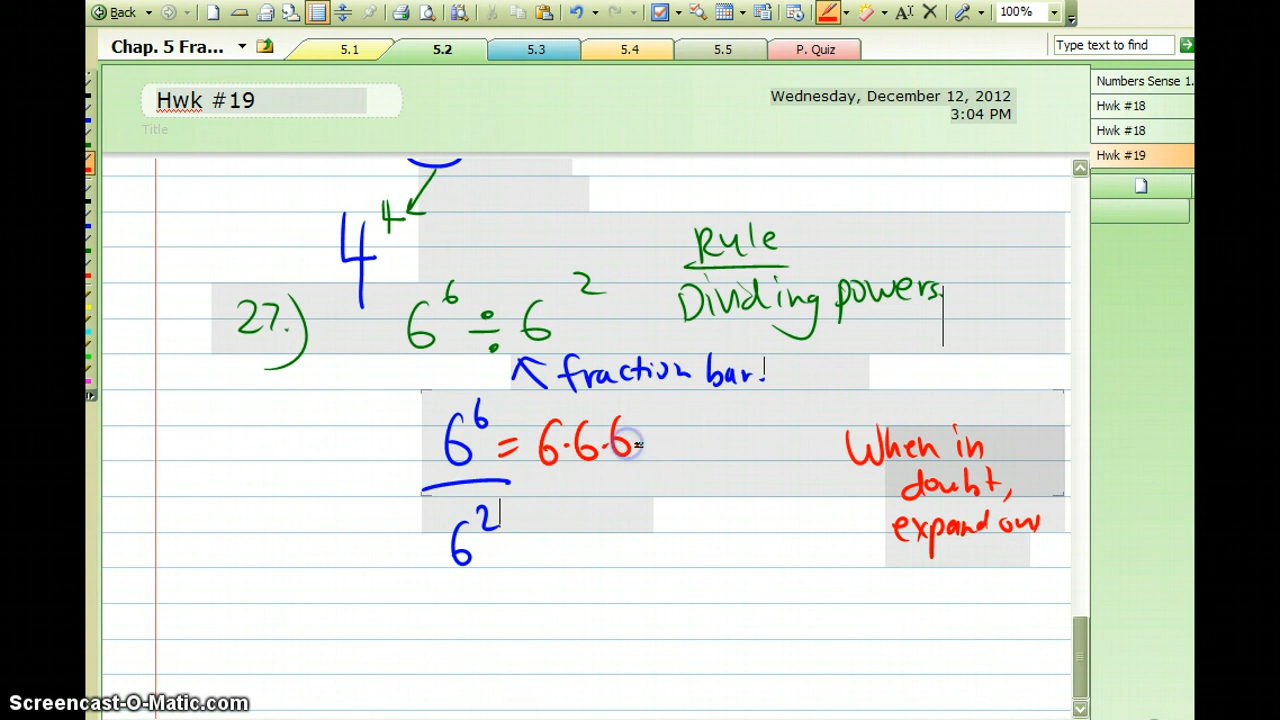 Back
100%
Chap. 5 Fra...
5.1
5.2
5.3
5.4
5.5
P. Quiz
Type text to find
Hwk #19
Title
Wednesday, December 12, 2012
3:04 PM
Numbers Sense 1.
Hwk #18
Hwk #18
Hwk #19
4⁴
Rule
Dividing powers.
27.) 6⁶ ÷ 6²
↖ fraction bar!
6⁶ = 6·6·6
6²
When in
doubt,
expand
Screencast-O-Matic.com